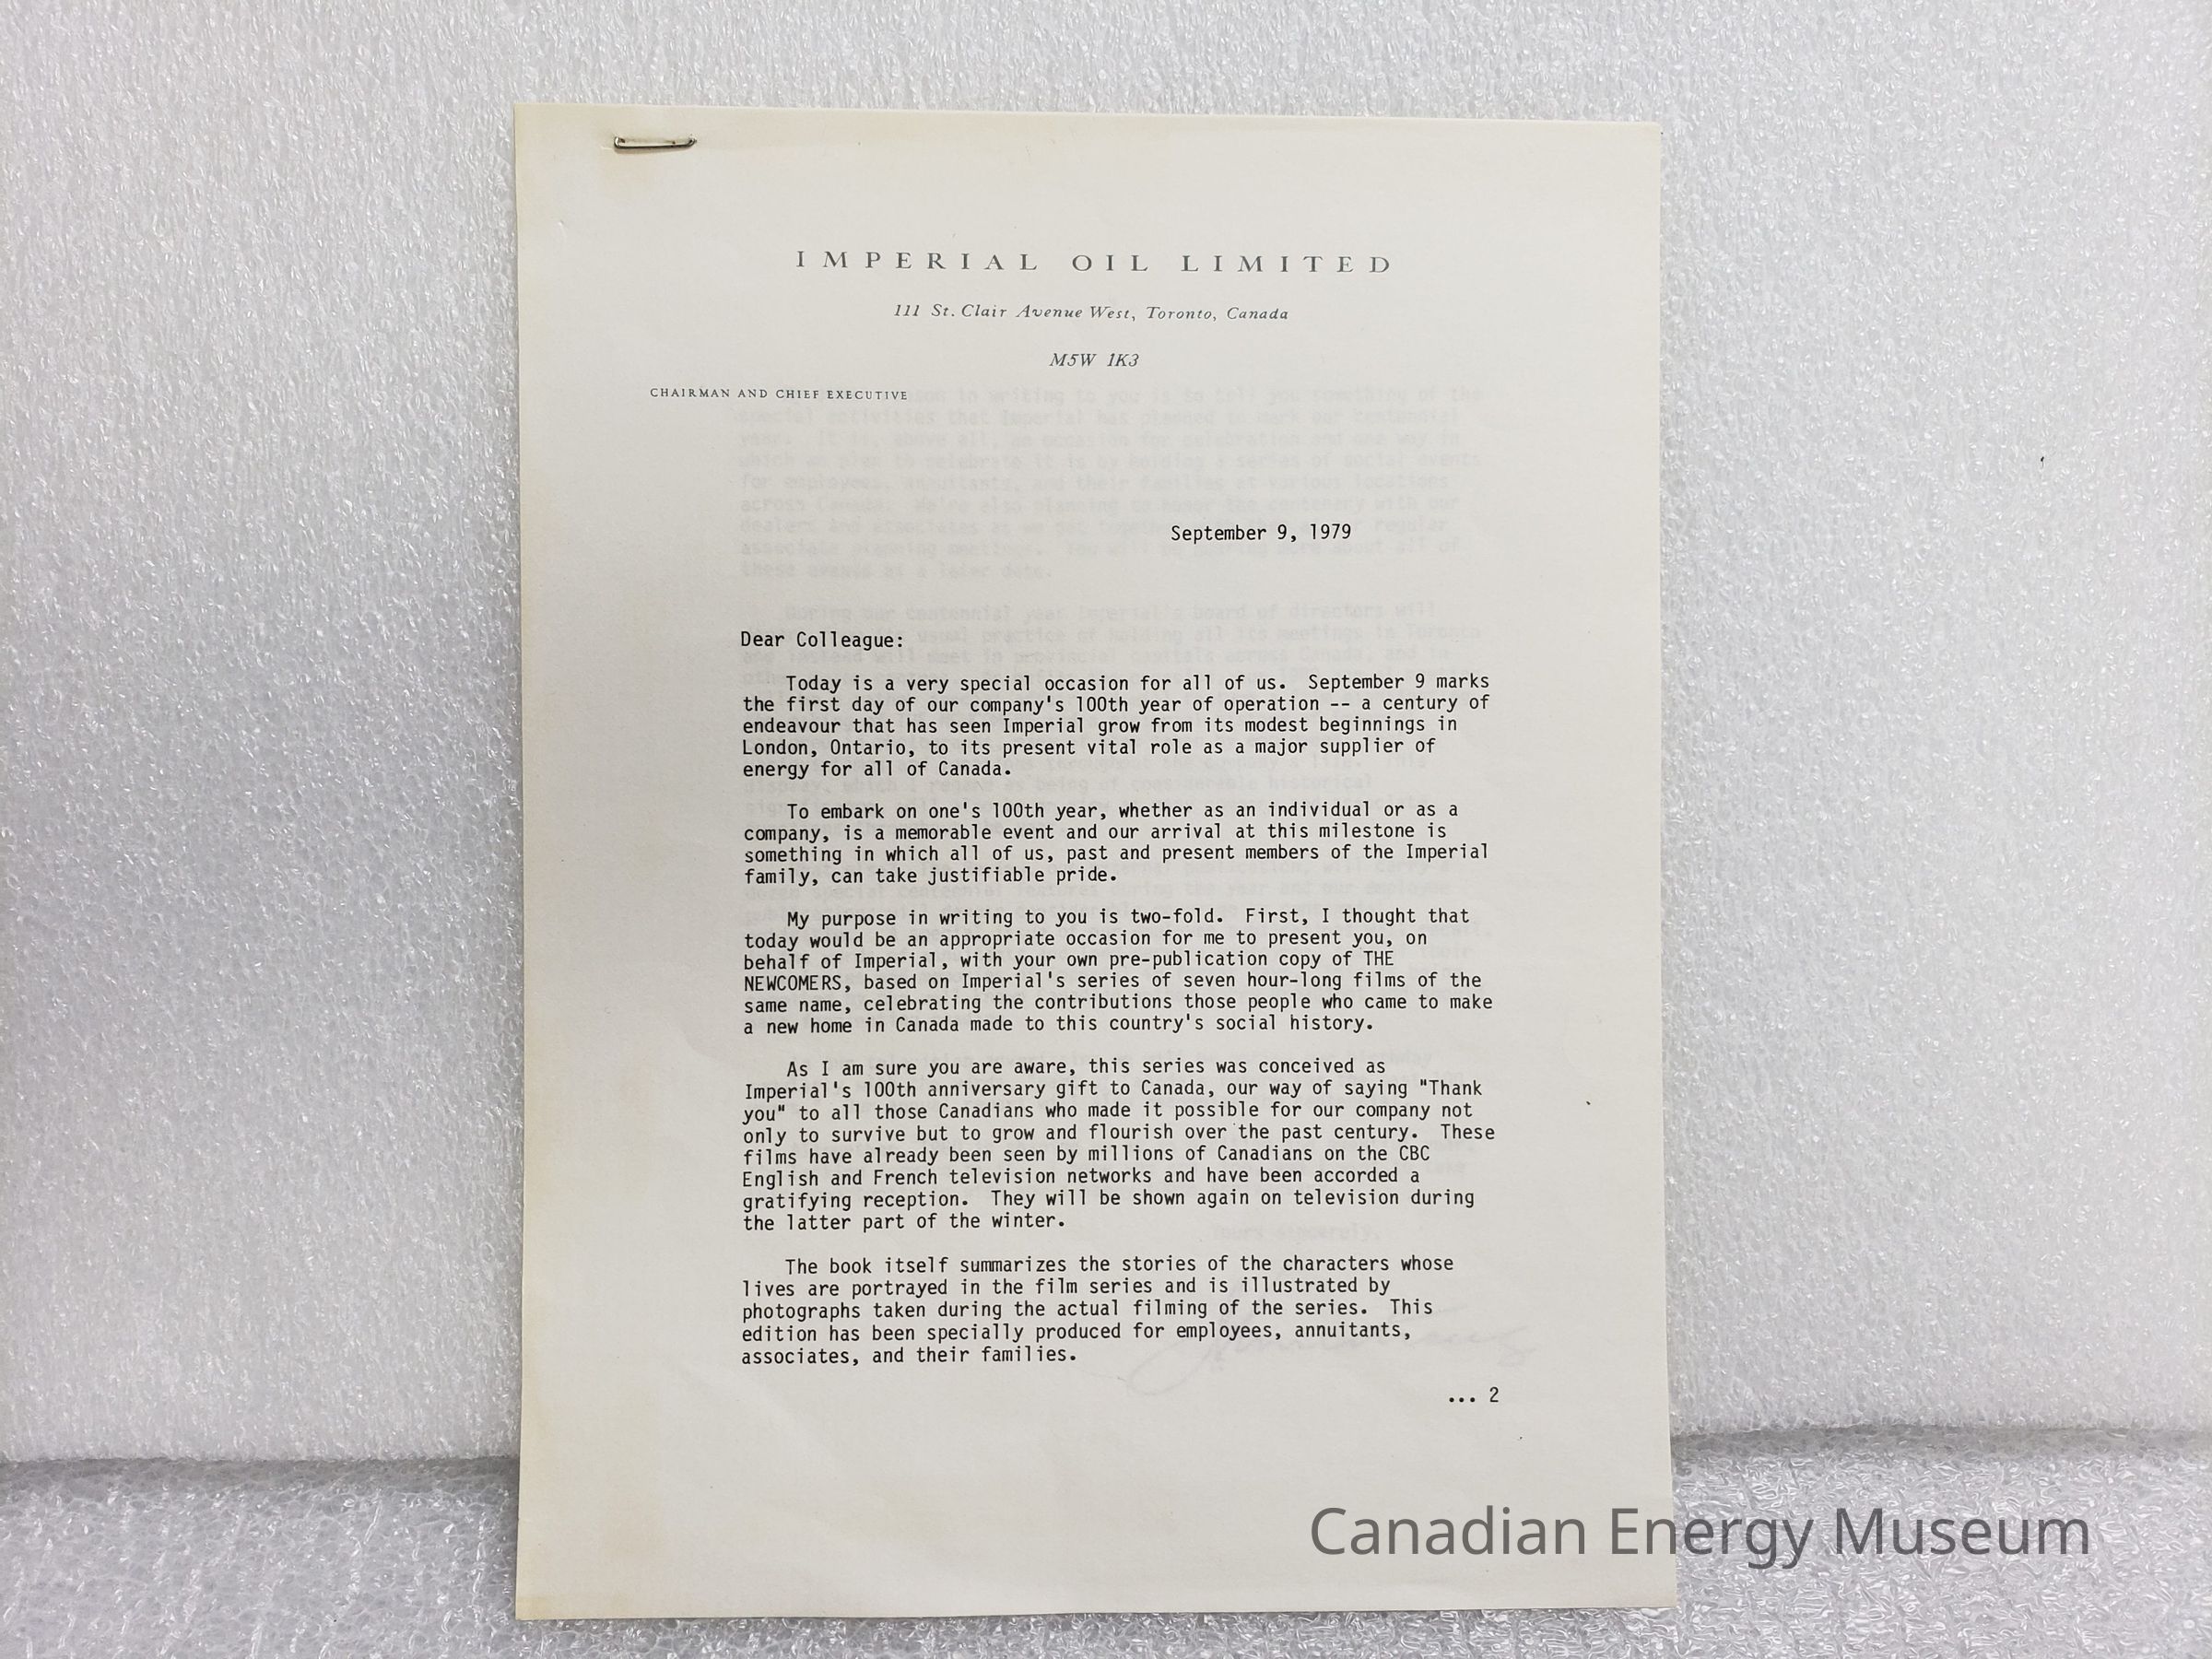 IMPERIAL OIL LIMITED
111 St. Clair Avenue West, Toronto, Canada
M5W 1K3
CHAIRMAN AND CHIEF EXECUTIVE
September 9, 1979
Dear Colleague:
Today is a very special occasion for all of us. September 9 marks
the first day of our company's 100th year of operation -- a century of
endeavour that has seen Imperial grow from its modest beginnings in
London, Ontario, to its present vital role as a major supplier of
energy for all of Canada.
To embark on one's 100th year, whether as an individual or as a
company, is a memorable event and our arrival at this milestone is
something in which all of us, past and present members of the Imperial
family, can take justifiable pride.
My purpose in writing to you is two-fold. First, I thought that
today would be an appropriate occasion for me to present you, on
behalf of Imperial, with your own pre-publication copy of THE
NEWCOMERS, based on Imperial's series of seven hour-long films of the
same name, celebrating the contributions those people who came to make
a new home in Canada made to this country's social history.
As I am sure you are aware, this series was conceived as
Imperial's 100th anniversary gift to Canada, our way of saying "Thank
you" to all those Canadians who made it possible for our company not
only to survive but to grow and flourish over the past century. These
films have already been seen by millions of Canadians on the CBC
English and French television networks and have been accorded a
gratifying reception. They will be shown again on television during
the latter part of the winter.
The book itself summarizes the stories of the characters whose
lives are portrayed in the film series and is illustrated by
photographs taken during the actual filming of the series. This
edition has been specially produced for employees, annuitants,
associates, and their families.
... 2
Canadian Energy Museum